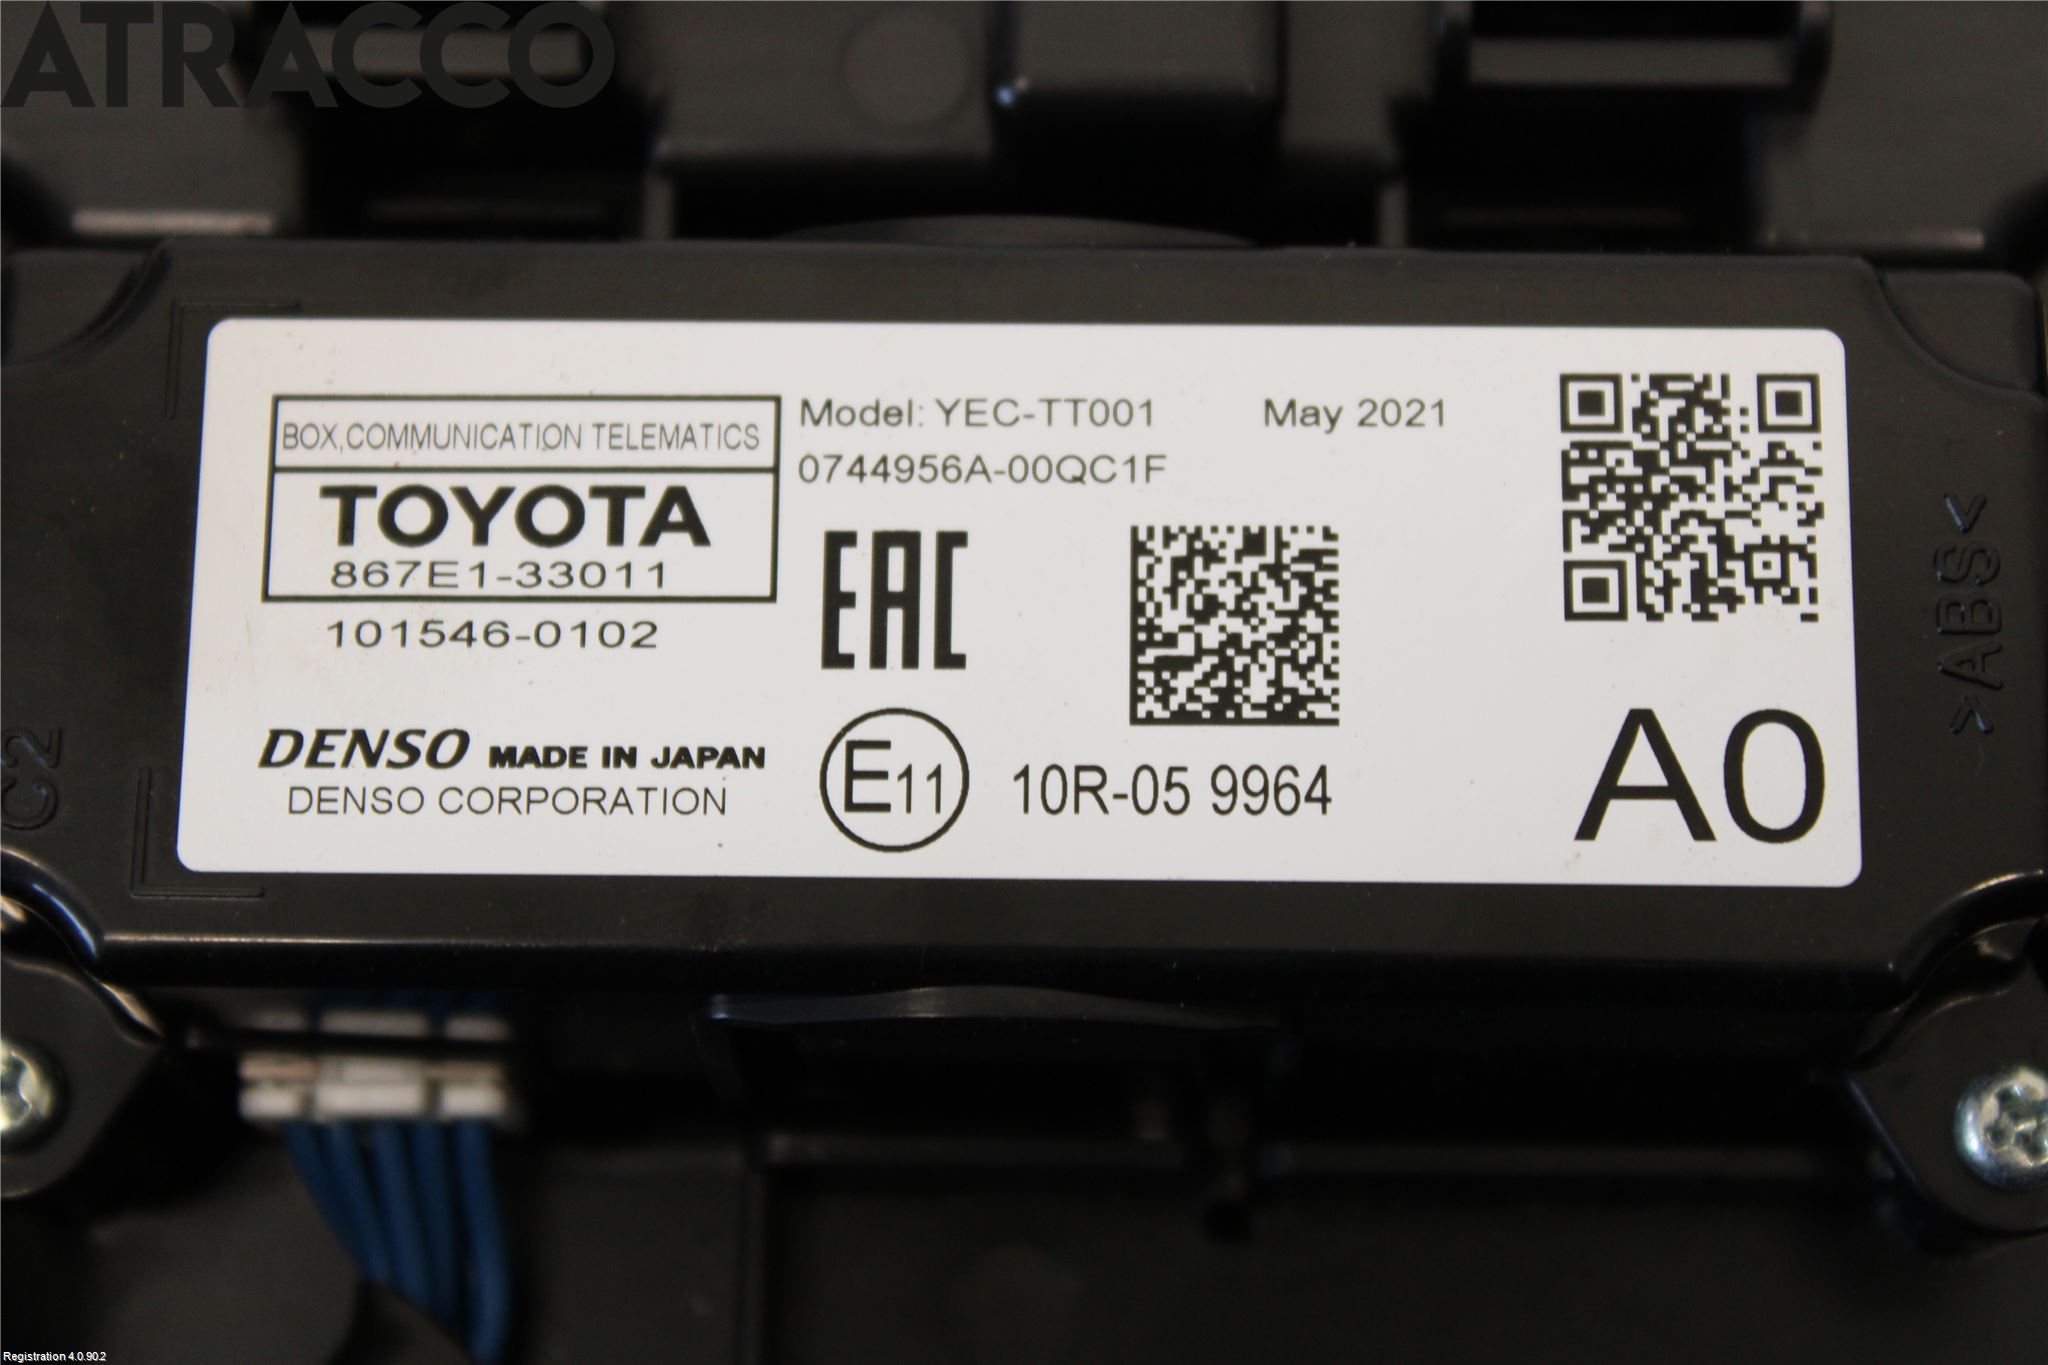 ATRACCO
BOX,COMMUNICATION TELEMATICS
TOYOTA
867E1-33011
101546-0102
DENSO MADE IN JAPAN
DENSO CORPORATION
Model: YEC-TT001 May 2021
0744956A-00QC1F
EAC
E11 10R-05 9964
A0
>ABS<
C2
Registration 4.0.90.2